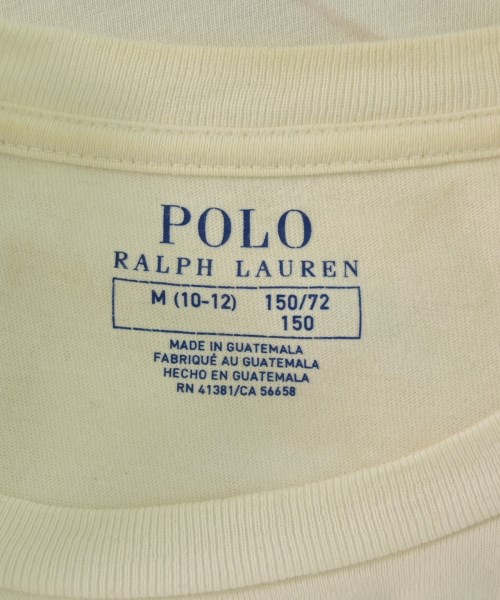 POLO
RALPH LAUREN
M (10-12) 150/72
150
MADE IN GUATEMALA
FABRIQUÉ AU GUATEMALA
HECHO EN GUATEMALA
RN 41381/CA 56658